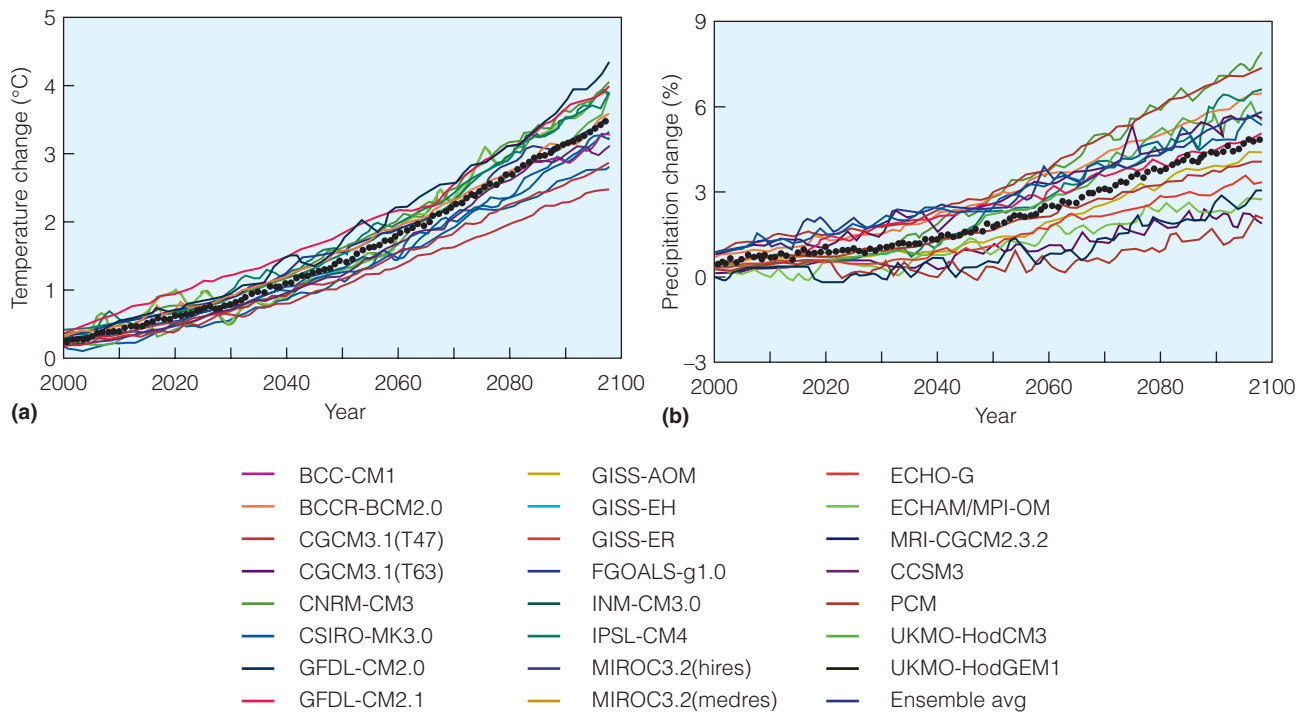 5
4
3
2
1
0
Temperature change (°C)
2000 2020 2040 2060 2080 2100
Year
(a)
9
6
3
0
–3
Precipitation change (%)
2000 2020 2040 2060 2080 2100
Year
(b)
BCC-CM1
BCCR-BCM2.0
CGCM3.1(T47)
CGCM3.1(T63)
CNRM-CM3
CSIRO-MK3.0
GFDL-CM2.0
GFDL-CM2.1
GISS-AOM
GISS-EH
GISS-ER
FGOALS-g1.0
INM-CM3.0
IPSL-CM4
MIROC3.2(hires)
MIROC3.2(medres)
ECHO-G
ECHAM/MPI-OM
MRI-CGCM2.3.2
CCSM3
PCM
UKMO-HodCM3
UKMO-HodGEM1
Ensemble avg